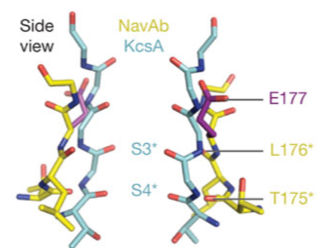 Side NavAb
view KcsA
E177
S3* L176*
S4* T175*